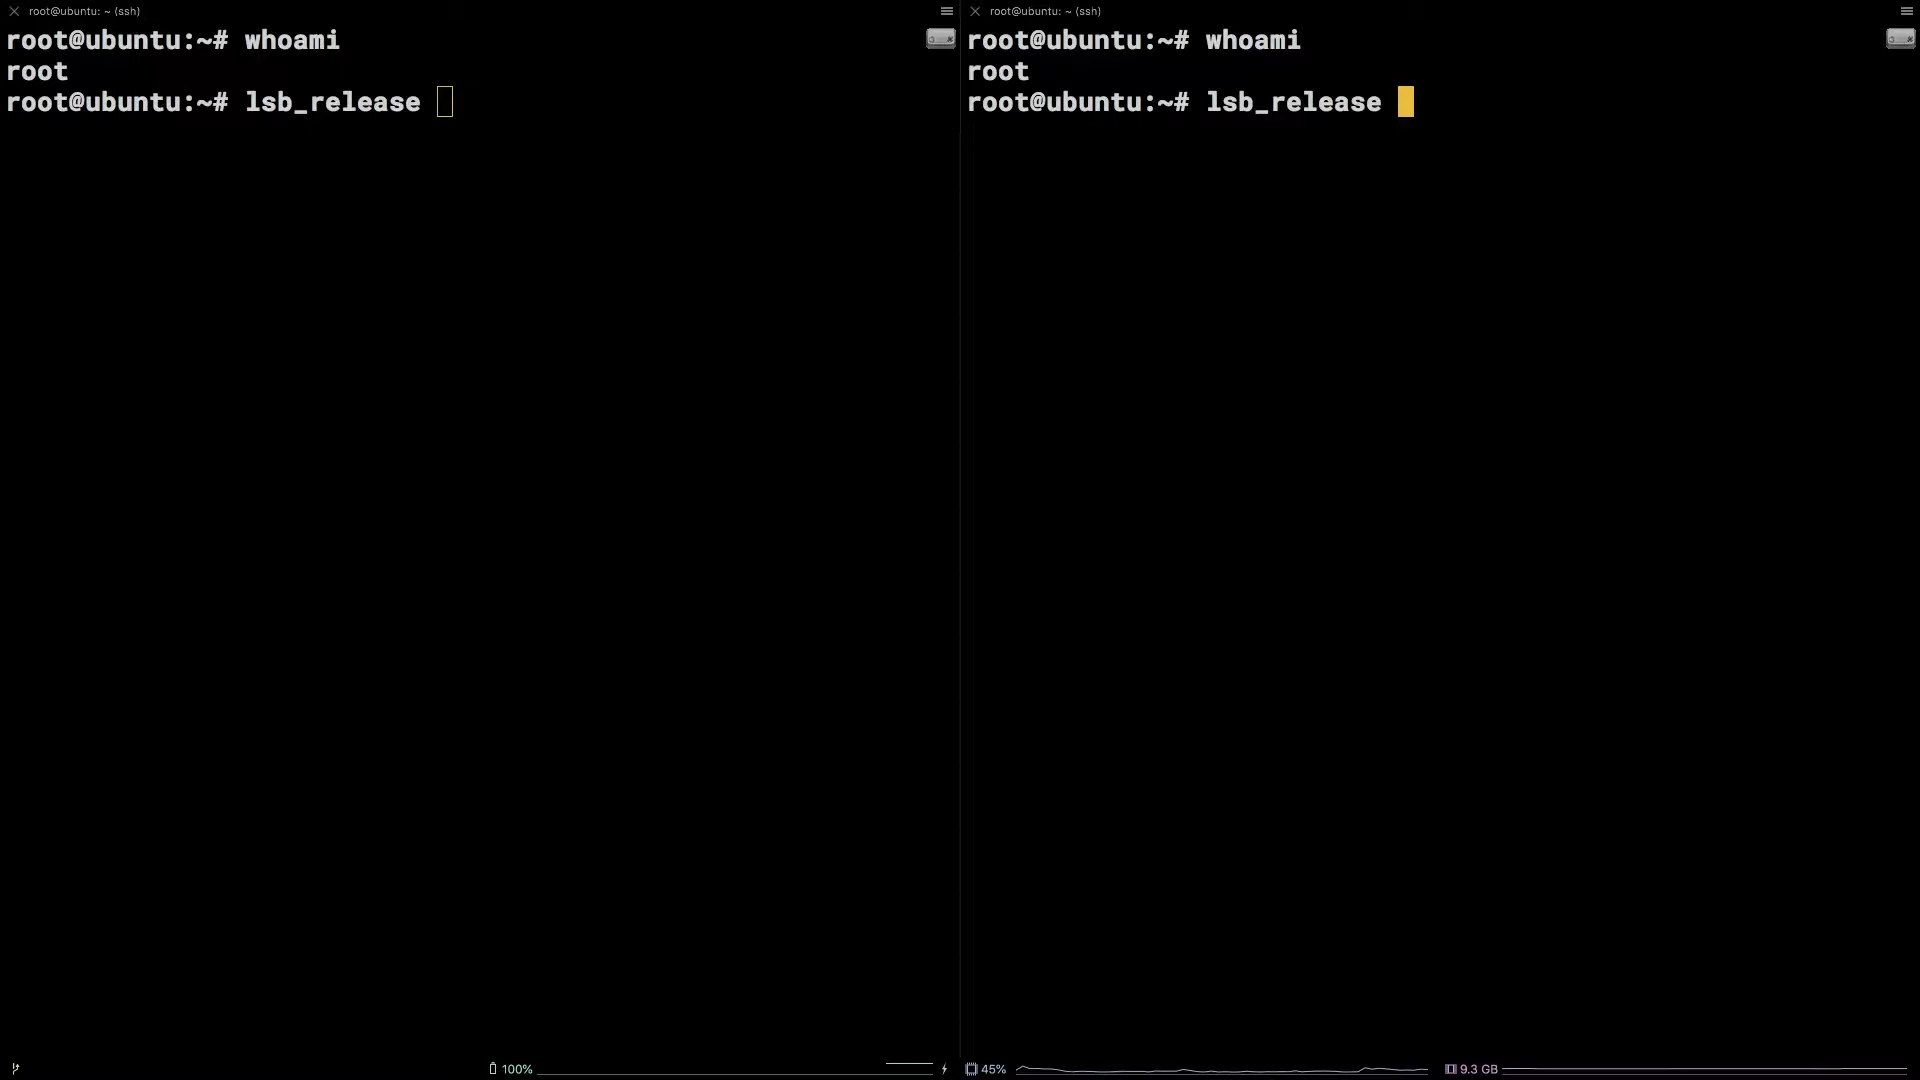 root@ubuntu: ~ (ssh)
root@ubuntu:~# whoami
root
root@ubuntu:~# lsb_release
root@ubuntu: ~ (ssh)
root@ubuntu:~# whoami
root
root@ubuntu:~# lsb_release
100%
45%
9.3 GB